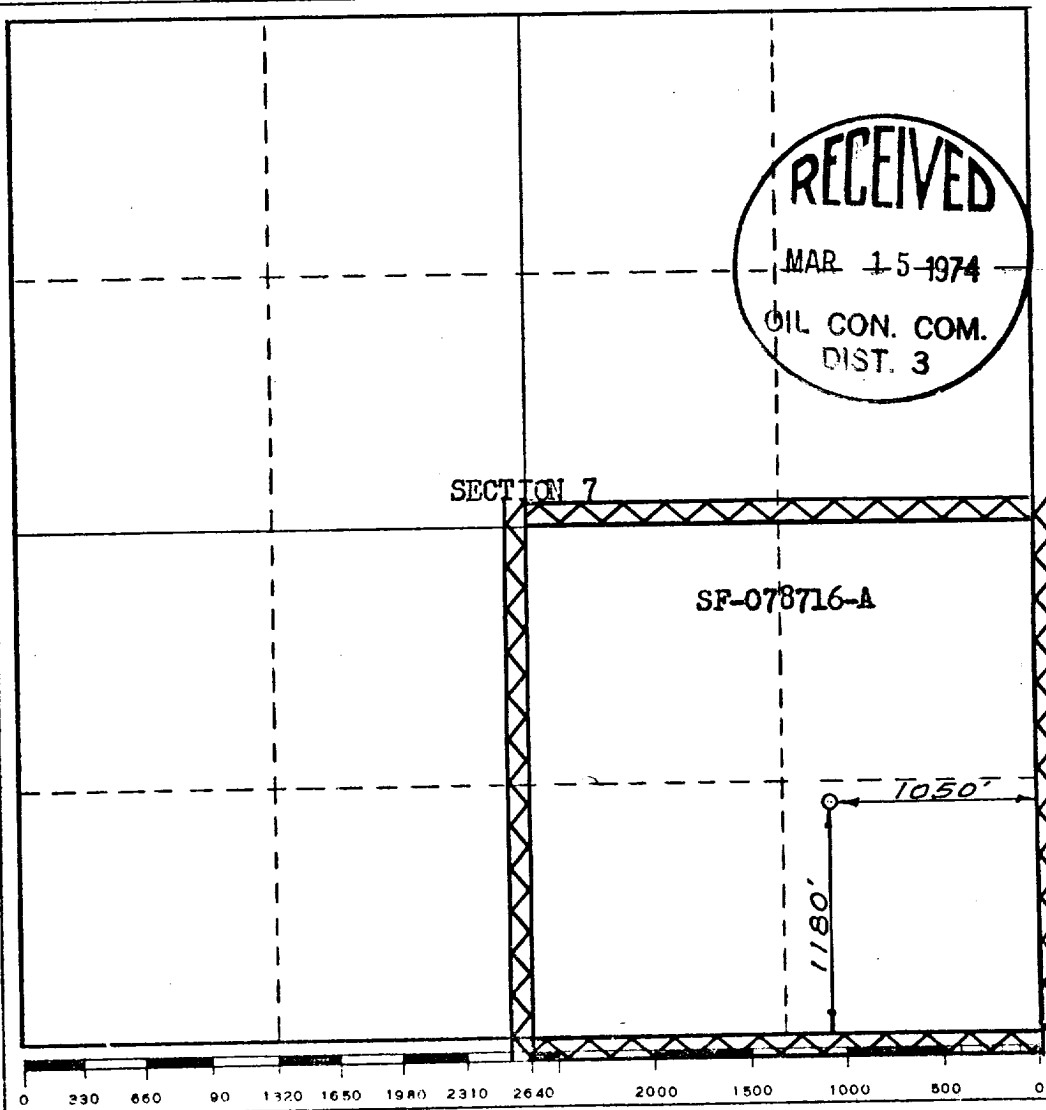 RECEIVED
MAR 15 1974
OIL CON. COM.
DIST. 3
SECTION 7
SF-078716-A
1050'
1180'
0 330 660 90 1320 1650 1980 2310 2640 2000 1500 1000 500 0